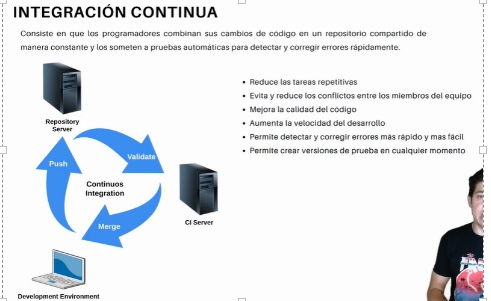 INTEGRACIÓN CONTINUA
Consiste en que los programadores combinan sus cambios de código en un repositorio compartido de
manera constante y los someten a pruebas automáticas para detectar y corregir errores rápidamente.
Repository
Server
Push
Validate
Continuos
Integration
Merge
CI Server
Development Environment
• Reduce las tareas repetitivas
• Evita y reduce los conflictos entre los miembros del equipo
• Mejora la calidad del código
• Aumenta la velocidad del desarrollo
• Permite detectar y corregir errores más rápido y mas fácil
• Permite crear versiones de prueba en cualquier momento